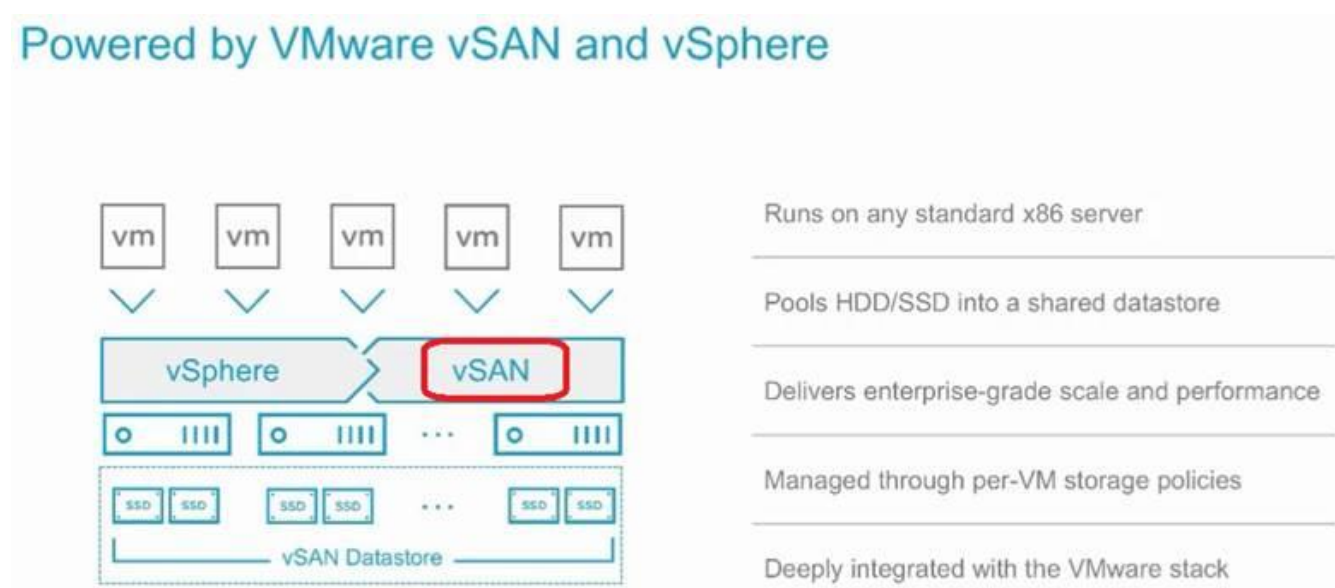 Powered by VMware vSAN and vSphere
vm vm vm vm vm
vSphere vSAN
SSD SSD SSD SSD ... SSD SSD
vSAN Datastore
Runs on any standard x86 server
Pools HDD/SSD into a shared datastore
Delivers enterprise-grade scale and performance
Managed through per-VM storage policies
Deeply integrated with the VMware stack